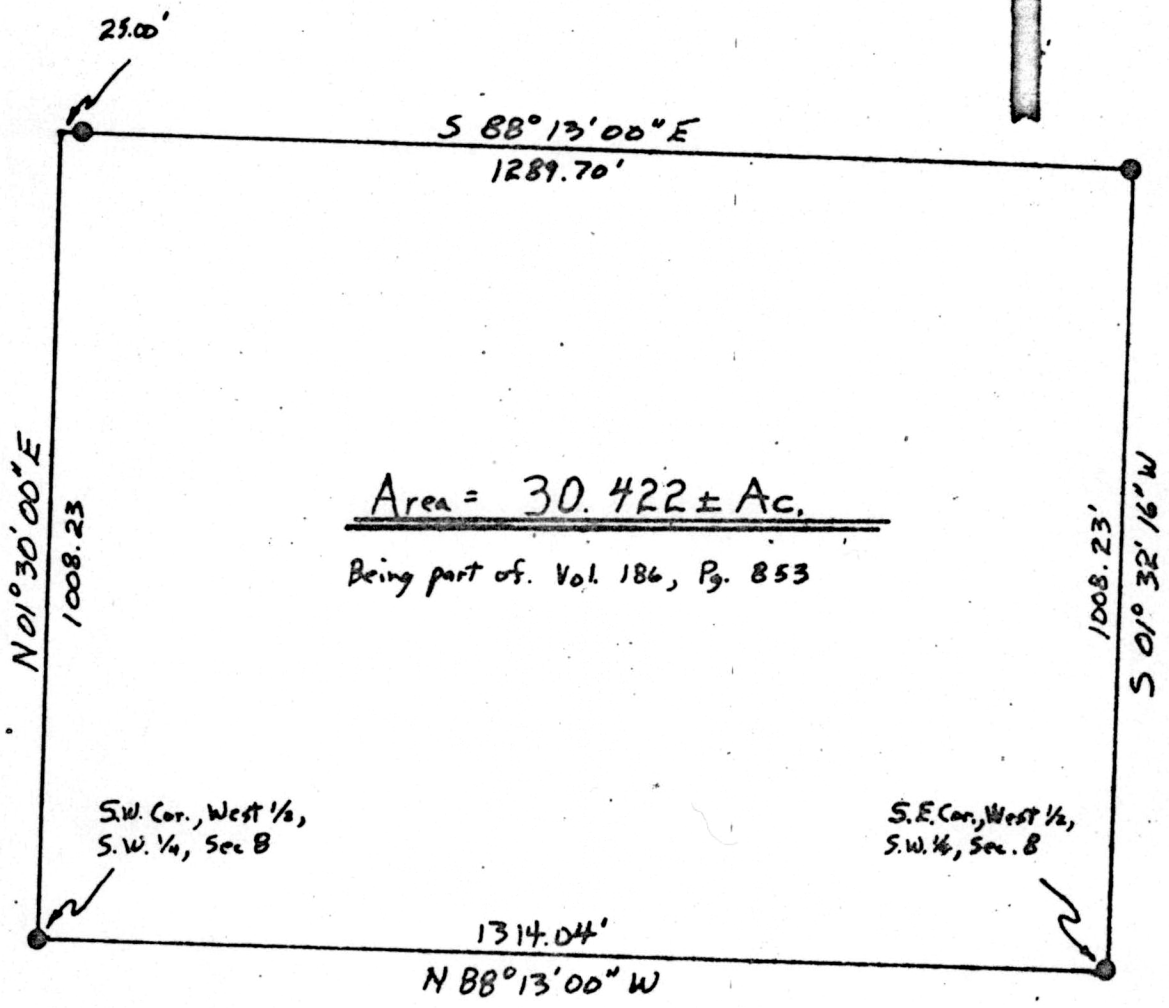 25.00'
S 88° 13' 00" E
1289.70'
N 01° 30' 00" E
1008.23
Area = 30.422 ± Ac.
Being part of. Vol. 186, Pg. 853
1008.23'
S 01° 32' 16" W
S.W. Cor., West 1/2,
S.W. 1/4, Sec 8
S.E. Cor., West 1/2,
S.W. 1/4, Sec. 8
1314.04'
N 88° 13' 00" W